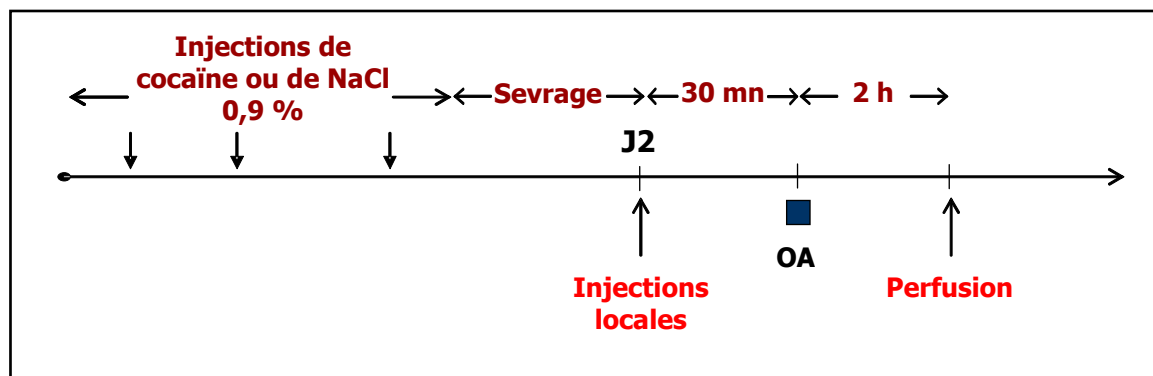 Injections de
cocaïne ou de NaCl
0,9 %
Sevrage
30 mn
2 h
J2
OA
Injections
locales
Perfusion